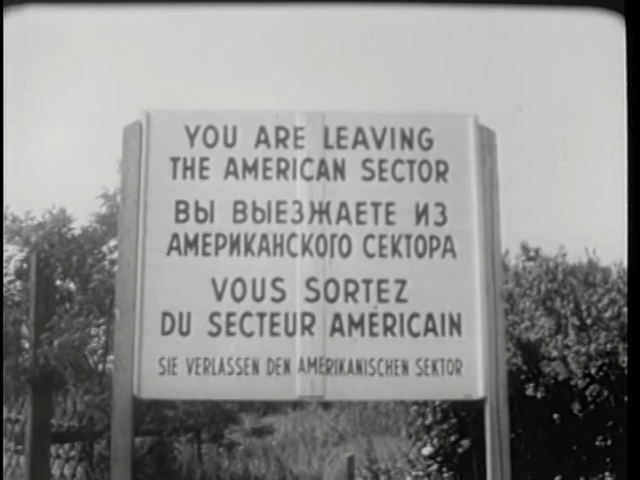 YOU ARE LEAVING
THE AMERICAN SECTOR
ВЫ ВЫЕЗЖАЕТЕ ИЗ
АМЕРИКАНСКОГО СЕКТОРА
VOUS SORTEZ
DU SECTEUR AMÉRICAIN
SIE VERLASSEN DEN AMERIKANISCHEN SEKTOR